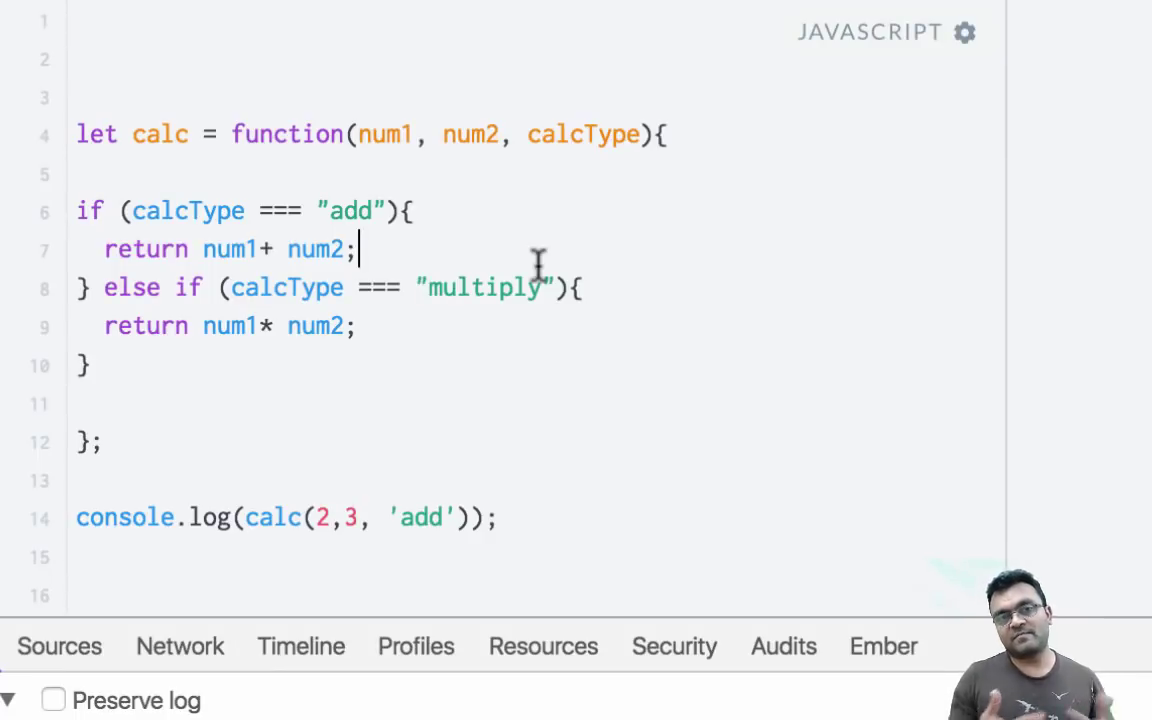 JAVASCRIPT
1
2
3
4 let calc = function(num1, num2, calcType){
5
6 if (calcType === "add"){
7 return num1+ num2;
8 } else if (calcType === "multiply"){
9 return num1* num2;
10 }
11
12 };
13
14 console.log(calc(2,3, 'add'));
15
16
Sources Network Timeline Profiles Resources Security Audits Ember
Preserve log